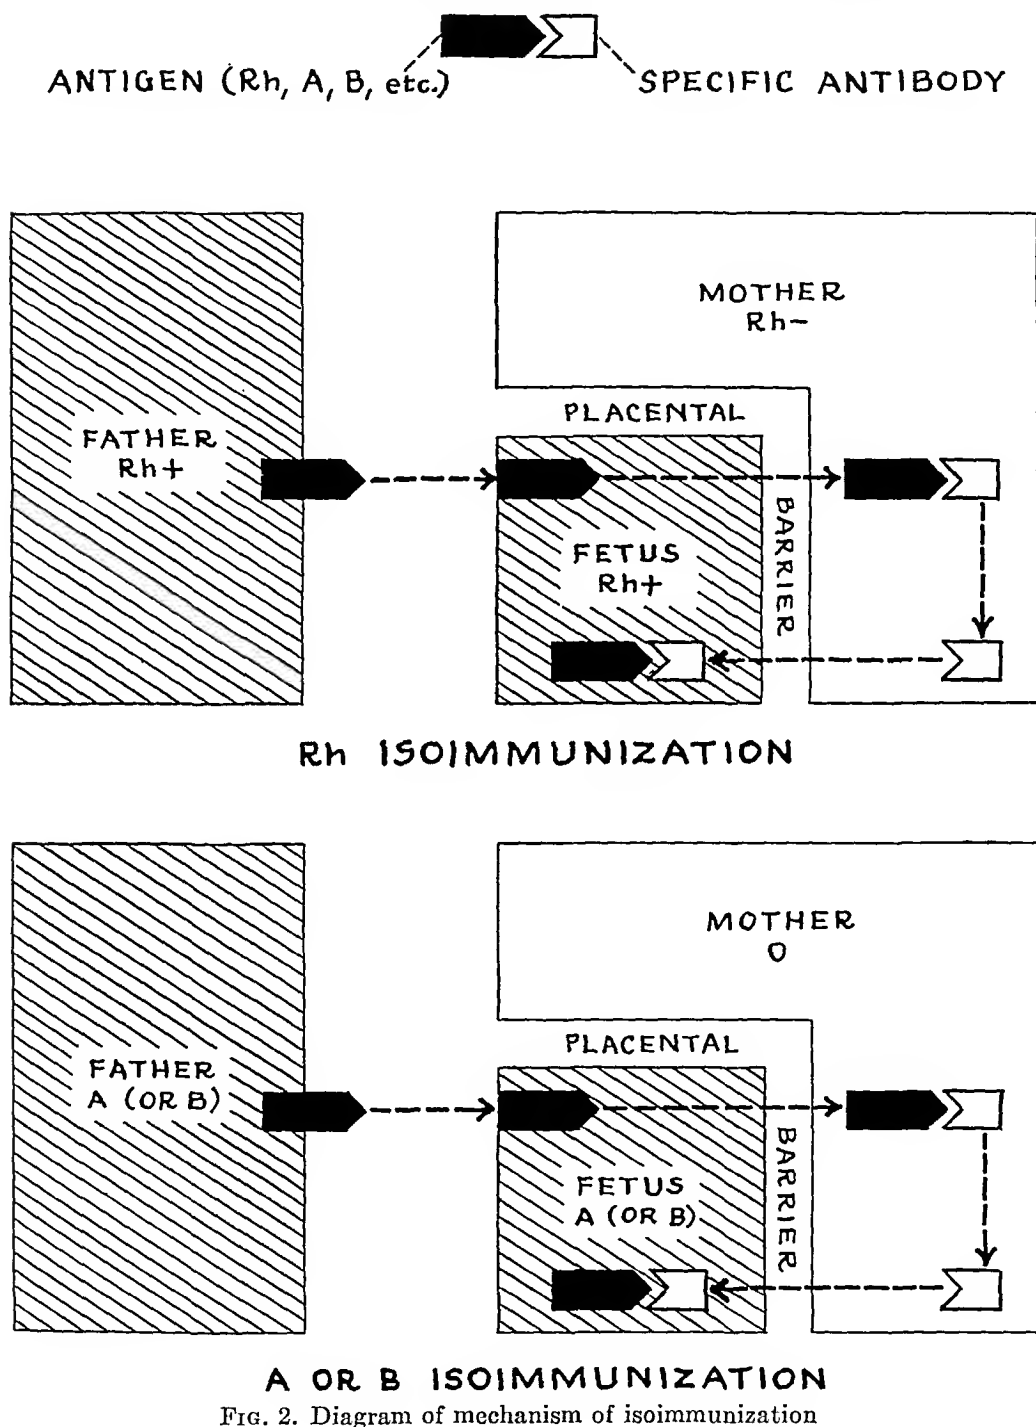 ANTIGEN (Rh, A, B, etc.)
SPECIFIC ANTIBODY
MOTHER
Rh-
PLACENTAL
FATHER
Rh+
BARRIER
FETUS
Rh+
Rh ISOIMMUNIZATION
MOTHER
O
PLACENTAL
FATHER
A (OR B)
BARRIER
FETUS
A (OR B)
A OR B ISOIMMUNIZATION
FIG. 2. Diagram of mechanism of isoimmunization